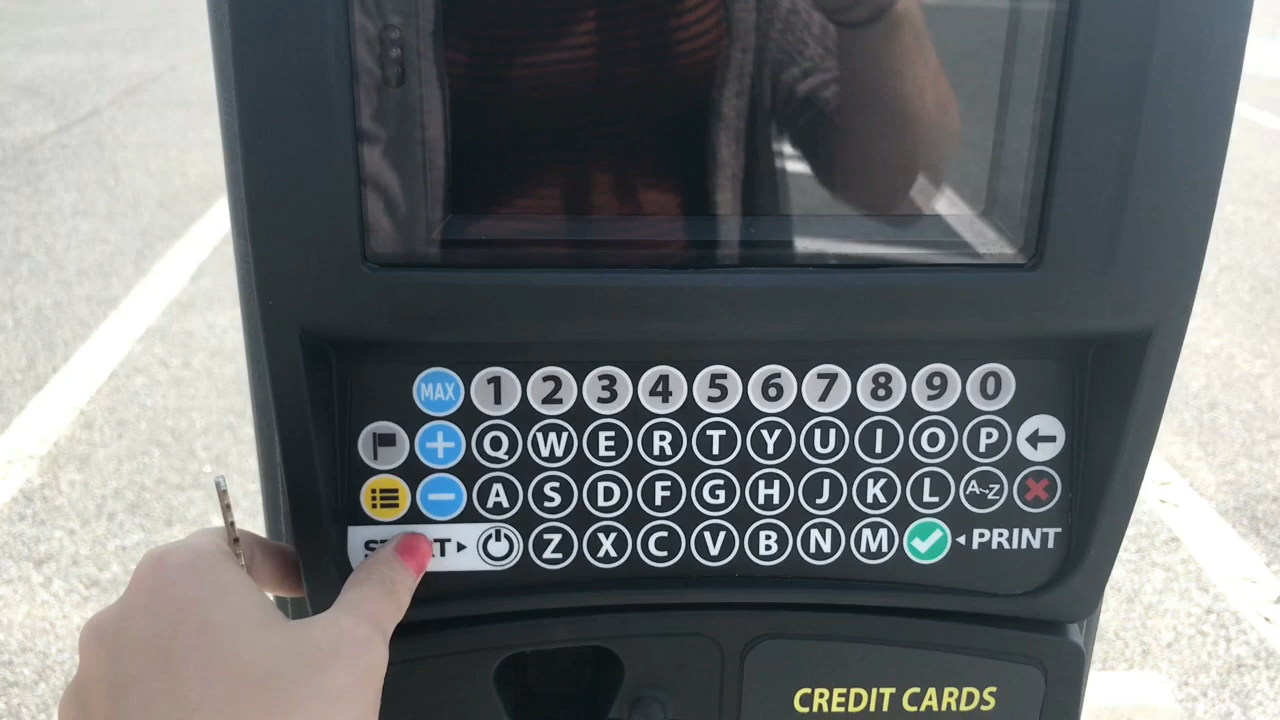 MAX 1 2 3 4 5 6 7 8 9 0
Q W E R T Y U I O P
A S D F G H J K L A~Z
Z X C V B N M PRINT
CREDIT CARDS